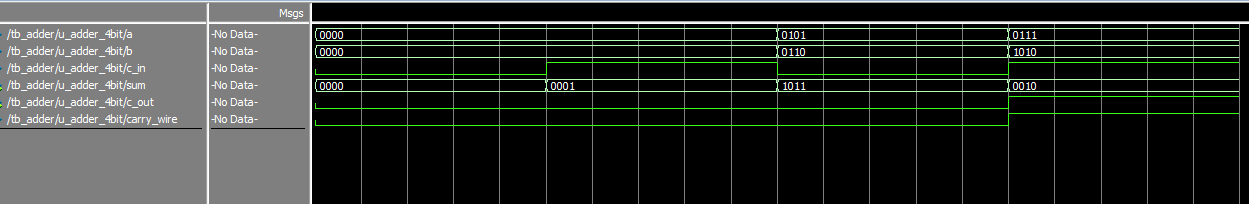 Msgs
/tb_adder/u_adder_4bit/a -No Data- 0000 0101 0111
/tb_adder/u_adder_4bit/b -No Data- 0000 0110 1010
/tb_adder/u_adder_4bit/c_in -No Data-
/tb_adder/u_adder_4bit/sum -No Data- 0000 0001 1011 0010
/tb_adder/u_adder_4bit/c_out -No Data-
/tb_adder/u_adder_4bit/carry_wire -No Data-